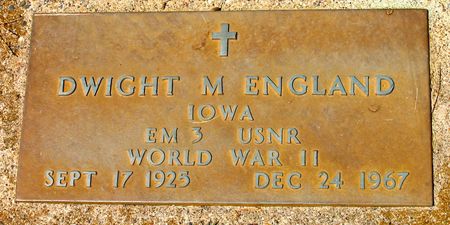 DWIGHT M ENGLAND
IOWA
EM 3 USNR
WORLD WAR II
SEPT 17 1925 DEC 24 1967